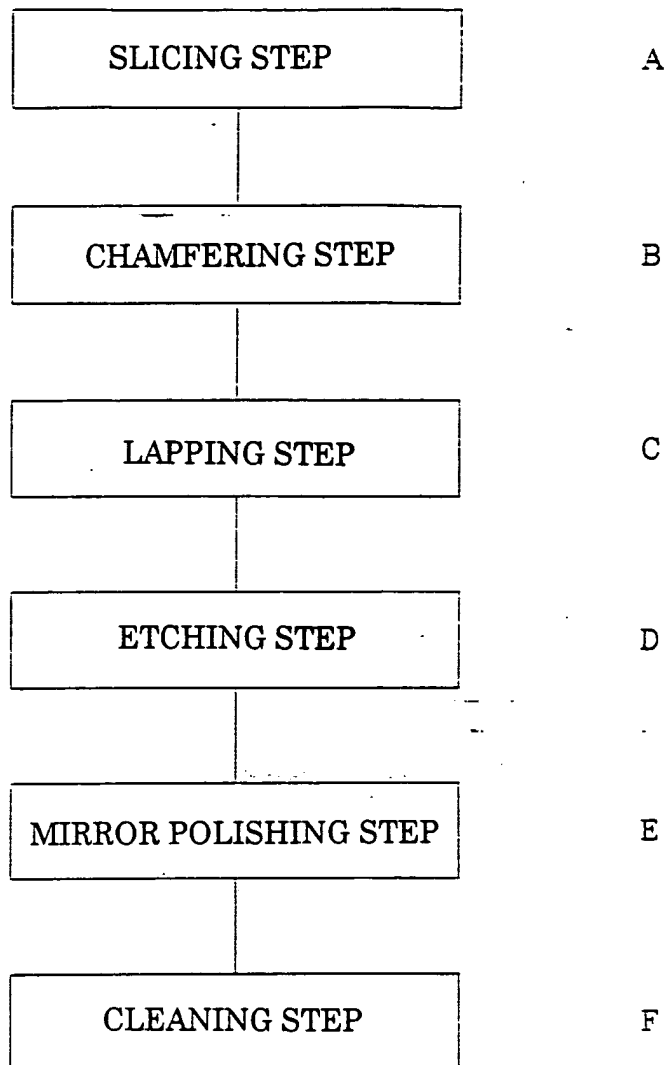 SLICING STEP A
CHAMFERING STEP B
LAPPING STEP C
ETCHING STEP D
MIRROR POLISHING STEP E
CLEANING STEP F